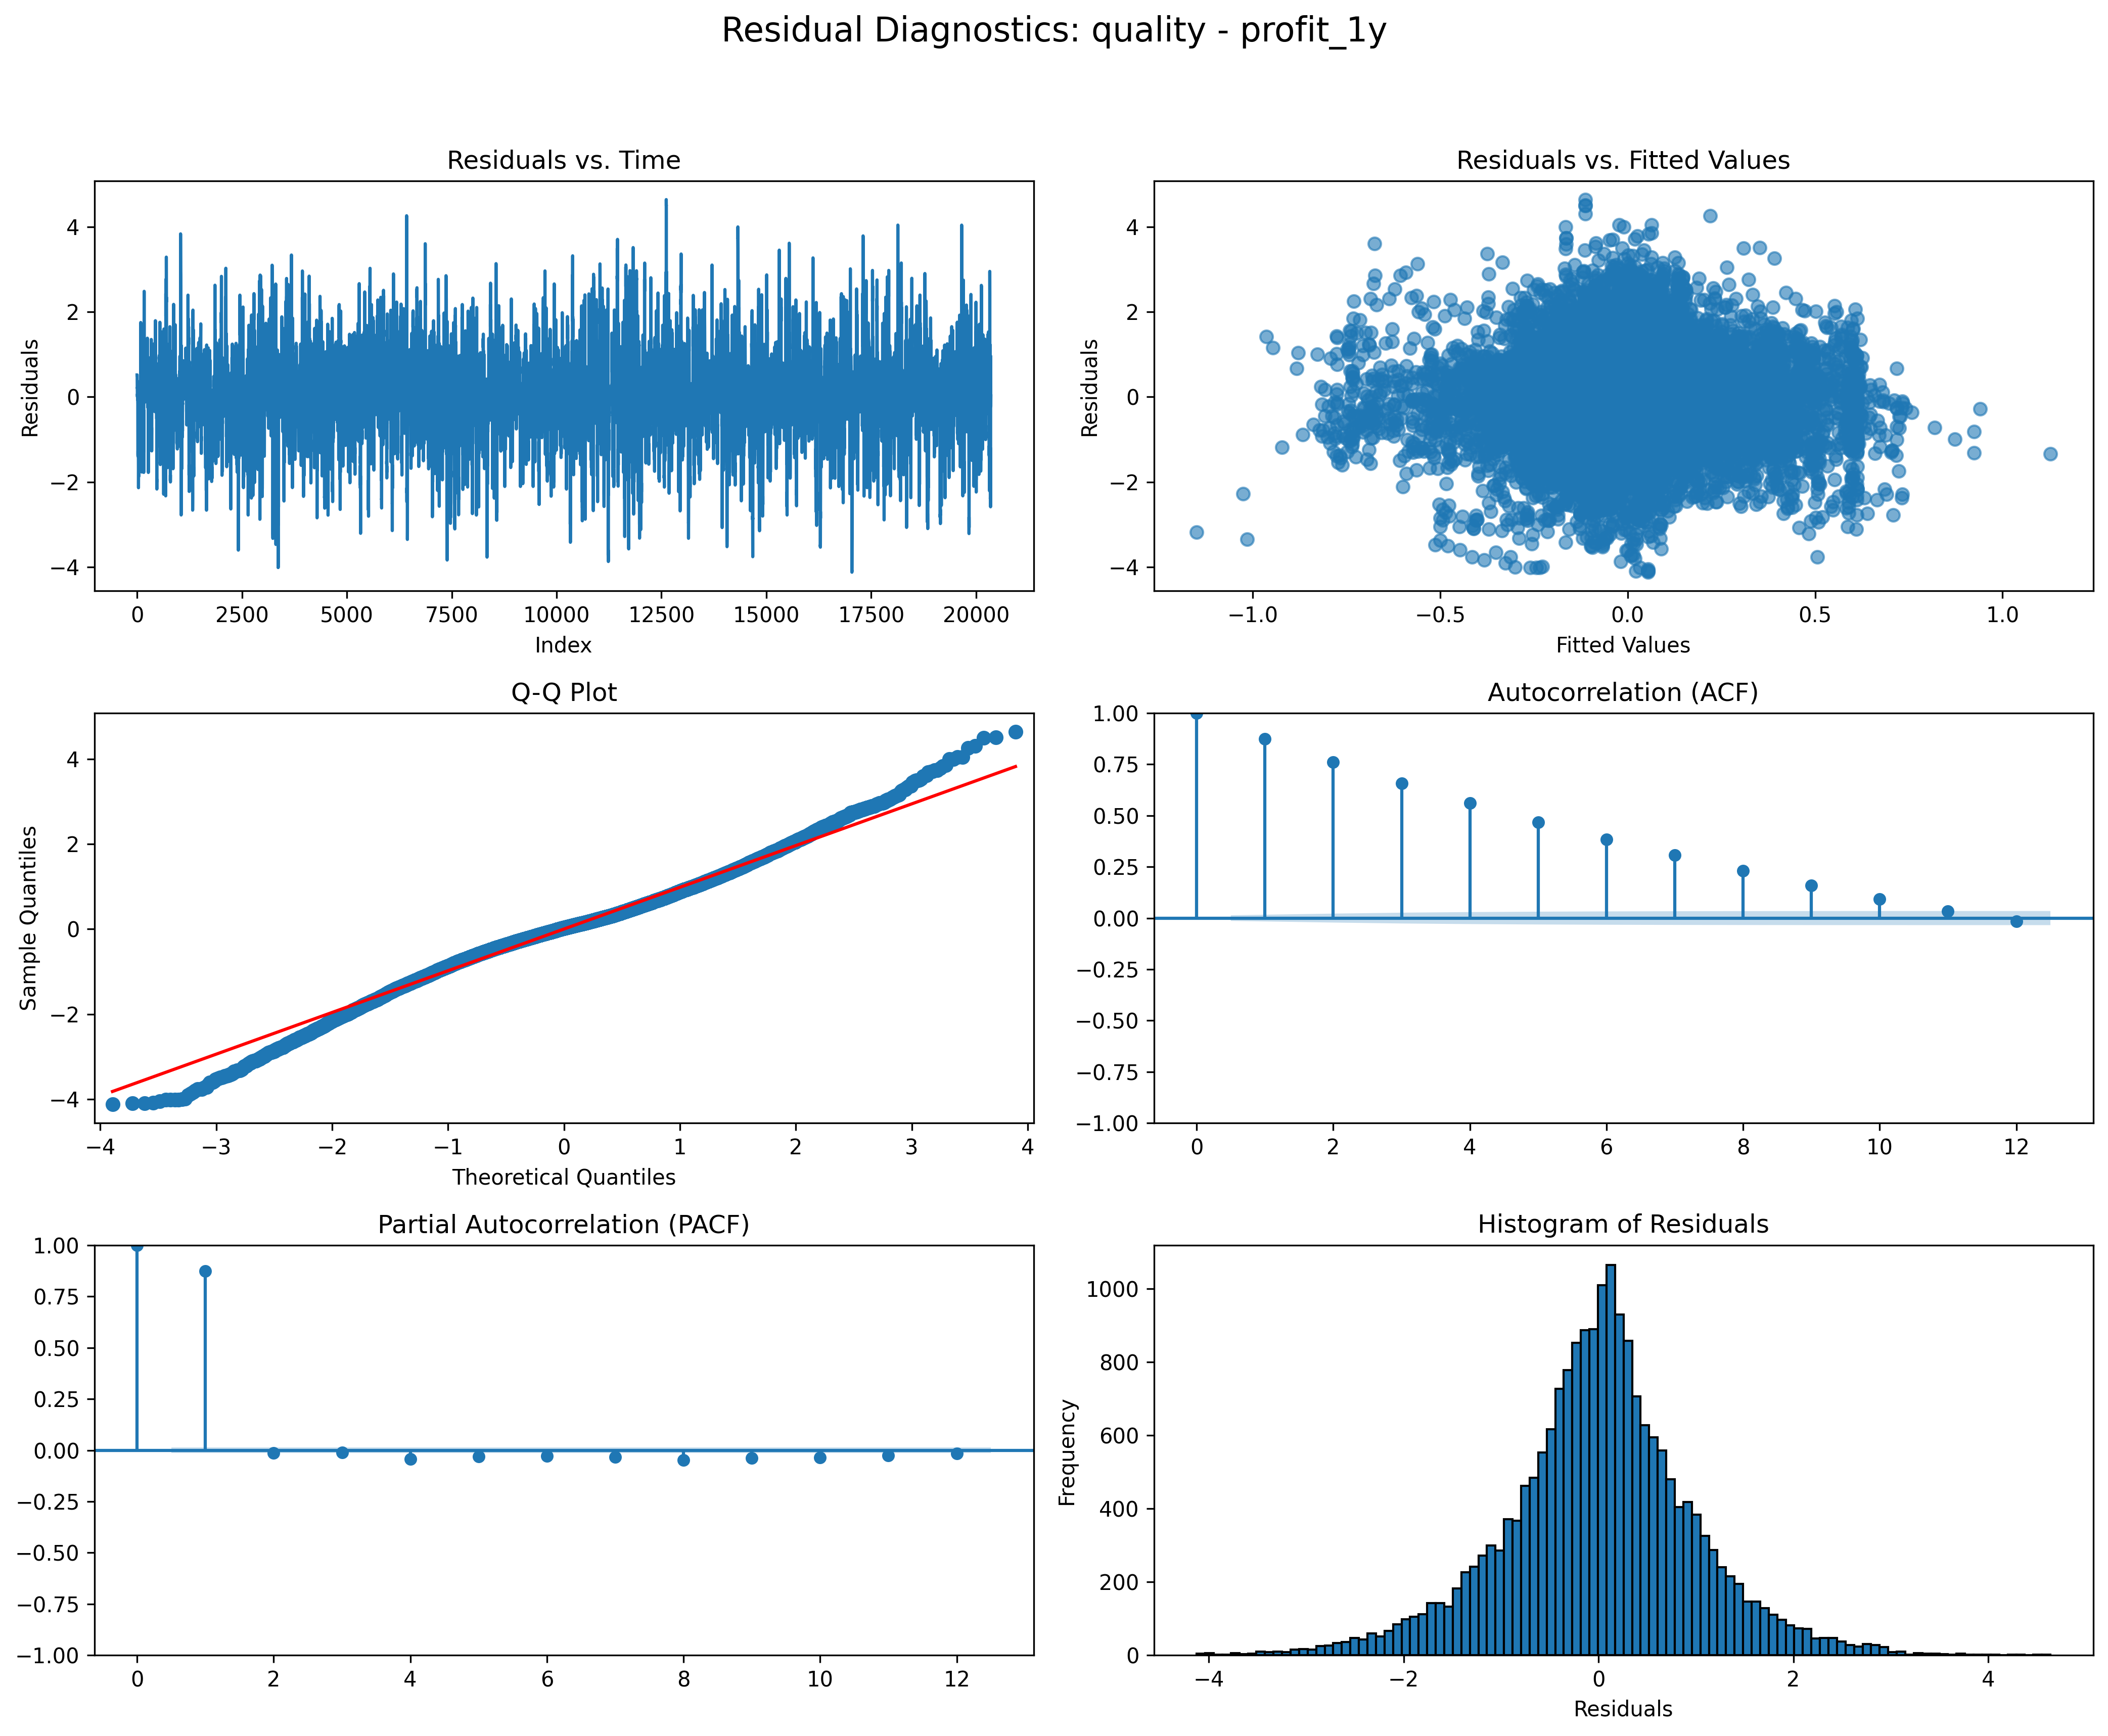 Residual Diagnostics: quality - profit_1y
Residuals vs. Time
Residuals
4
2
0
−2
−4
0 2500 5000 7500 10000 12500 15000 17500 20000
Index
Residuals vs. Fitted Values
Residuals
4
2
0
−2
−4
−1.0 −0.5 0.0 0.5 1.0
Fitted Values
Q-Q Plot
Sample Quantiles
4
2
0
−2
−4
−4 −3 −2 −1 0 1 2 3 4
Theoretical Quantiles
Autocorrelation (ACF)
1.00
0.75
0.50
0.25
0.00
−0.25
−0.50
−0.75
−1.00
0 2 4 6 8 10 12
Partial Autocorrelation (PACF)
1.00
0.75
0.50
0.25
0.00
−0.25
−0.50
−0.75
−1.00
0 2 4 6 8 10 12
Histogram of Residuals
Frequency
1000
800
600
400
200
0
−4 −2 0 2 4
Residuals